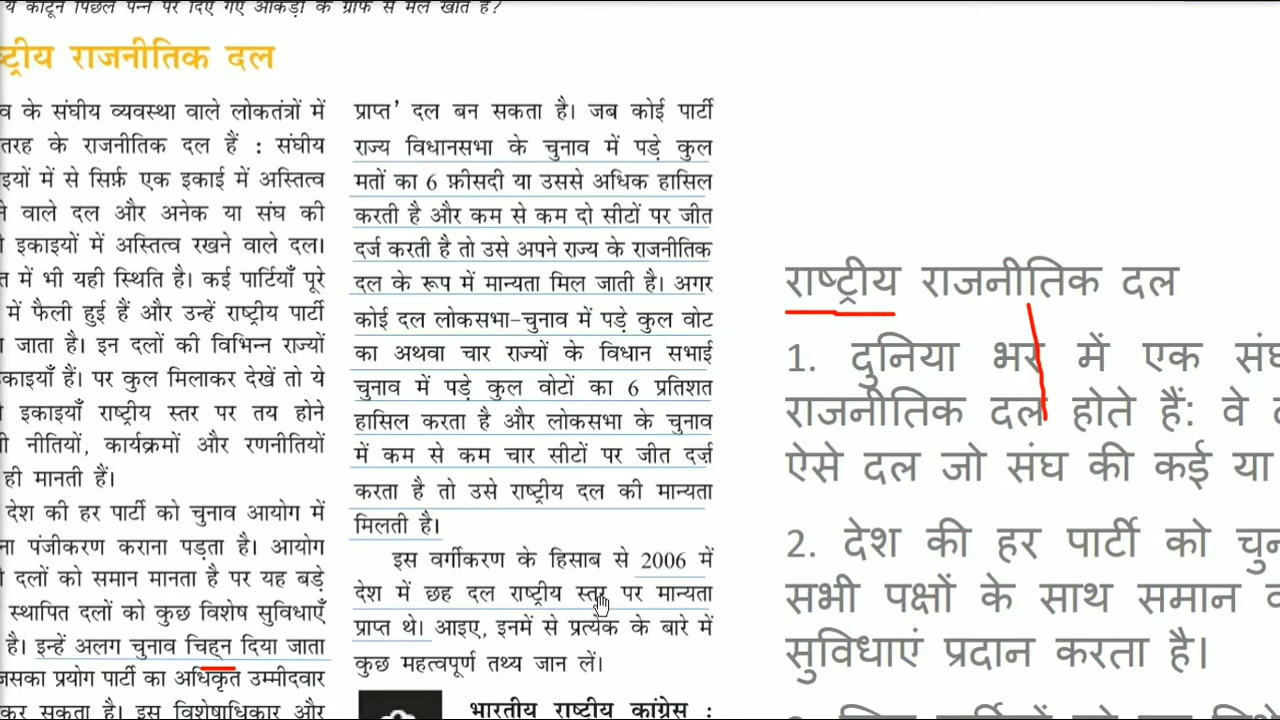 ये कार्टून पिछले पन्ने पर दिए गए आँकड़ों के ग्राफ से मेल खाते हैं?
ष्ट्रीय राजनीतिक दल
व के संघीय व्यवस्था वाले लोकतंत्रों में
तरह के राजनीतिक दल हैं : संघीय
इयों में से सिर्फ़ एक इकाई में अस्तित्व
ने वाले दल और अनेक या संघ की
इकाइयों में अस्तित्व रखने वाले दल।
त में भी यही स्थिति है। कई पार्टियाँ पूरे
में फैली हुई हैं और उन्हें राष्ट्रीय पार्टी
जाता है। इन दलों की विभिन्न राज्यों
काइयाँ हैं। पर कुल मिलाकर देखें तो ये
इकाइयाँ राष्ट्रीय स्तर पर तय होने
नीतियों, कार्यक्रमों और रणनीतियों
ही मानती हैं।
देश की हर पार्टी को चुनाव आयोग में
ना पंजीकरण कराना पड़ता है। आयोग
दलों को समान मानता है पर यह बड़े
स्थापित दलों को कुछ विशेष सुविधाएँ
है। इन्हें अलग चुनाव चिह्न दिया जाता
जसका प्रयोग पार्टी का अधिकृत उम्मीदवार
कर सकता है। इस विशेषाधिकार और
प्राप्त' दल बन सकता है। जब कोई पार्टी
राज्य विधानसभा के चुनाव में पड़े कुल
मतों का 6 फ़ीसदी या उससे अधिक हासिल
करती है और कम से कम दो सीटों पर जीत
दर्ज करती है तो उसे अपने राज्य के राजनीतिक
दल के रूप में मान्यता मिल जाती है। अगर
कोई दल लोकसभा-चुनाव में पड़े कुल वोट
का अथवा चार राज्यों के विधान सभाई
चुनाव में पड़े कुल वोटों का 6 प्रतिशत
हासिल करता है और लोकसभा के चुनाव
में कम से कम चार सीटों पर जीत दर्ज
करता है तो उसे राष्ट्रीय दल की मान्यता
मिलती है।
इस वर्गीकरण के हिसाब से 2006 में
देश में छह दल राष्ट्रीय स्तर पर मान्यता
प्राप्त थे। आइए, इनमें से प्रत्येक के बारे में
कुछ महत्वपूर्ण तथ्य जान लें।
भारतीय राष्ट्रीय कांग्रेस :
राष्ट्रीय राजनीतिक दल
1. दुनिया भर में एक संघ
राजनीतिक दल होते हैं: वे
ऐसे दल जो संघ की कई या
2. देश की हर पार्टी को चुन
सभी पक्षों के साथ समान
सुविधाएं प्रदान करता है।